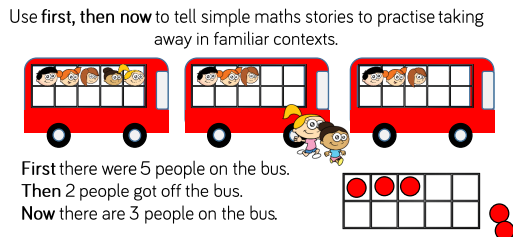 Use first, then now to tell simple maths stories to practise taking
away in familiar contexts.
First there were 5 people on the bus.
Then 2 people got off the bus.
Now there are 3 people on the bus.